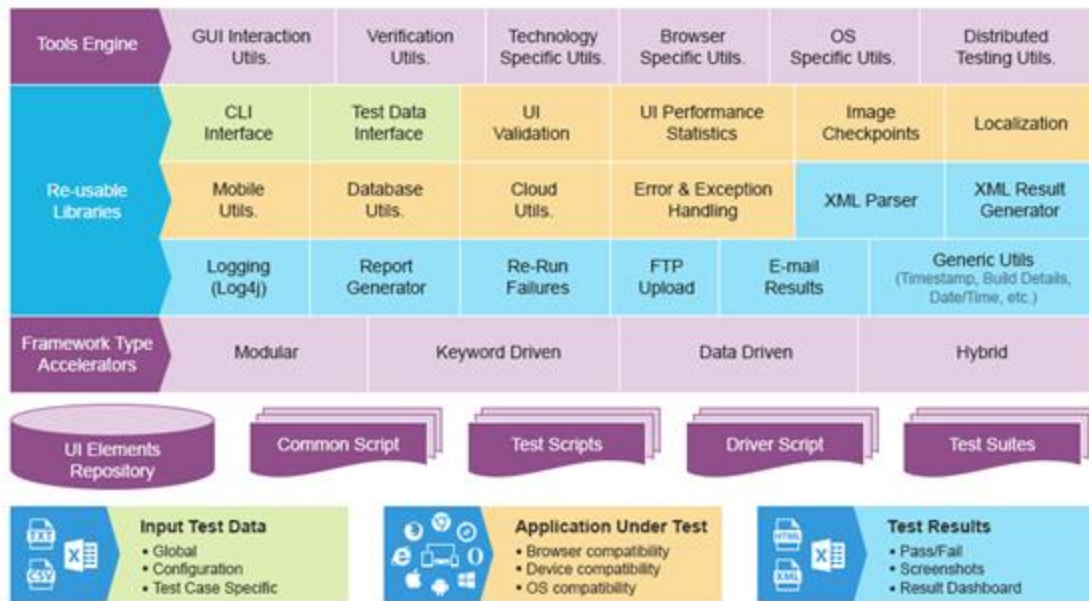 Tools Engine
GUI Interaction
Utils.
Verification
Utils.
Technology
Specific Utils.
Browser
Specific Utils.
OS
Specific Utils.
Distributed
Testing Utils.
Re-usable
Libraries
CLI
Interface
Test Data
Interface
UI
Validation
UI Performance
Statistics
Image
Checkpoints
Localization
Mobile
Utils.
Database
Utils.
Cloud
Utils.
Error & Exception
Handling
XML Parser
XML Result
Generator
Logging
(Log4j)
Report
Generator
Re-Run
Failures
FTP
Upload
E-mail
Results
Generic Utils
(Timestamp, Build Details,
Date/Time, etc.)
Framework Type
Accelerators
Modular
Keyword Driven
Data Driven
Hybrid
UI Elements
Repository
Common Script
Test Scripts
Driver Script
Test Suites
TXT
CSV
X
Input Test Data
• Global
• Configuration
• Test Case Specific
Application Under Test
• Browser compatibility
• Device compatibility
• OS compatibility
HTML
XML
X
Test Results
• Pass/Fail
• Screenshots
• Result Dashboard